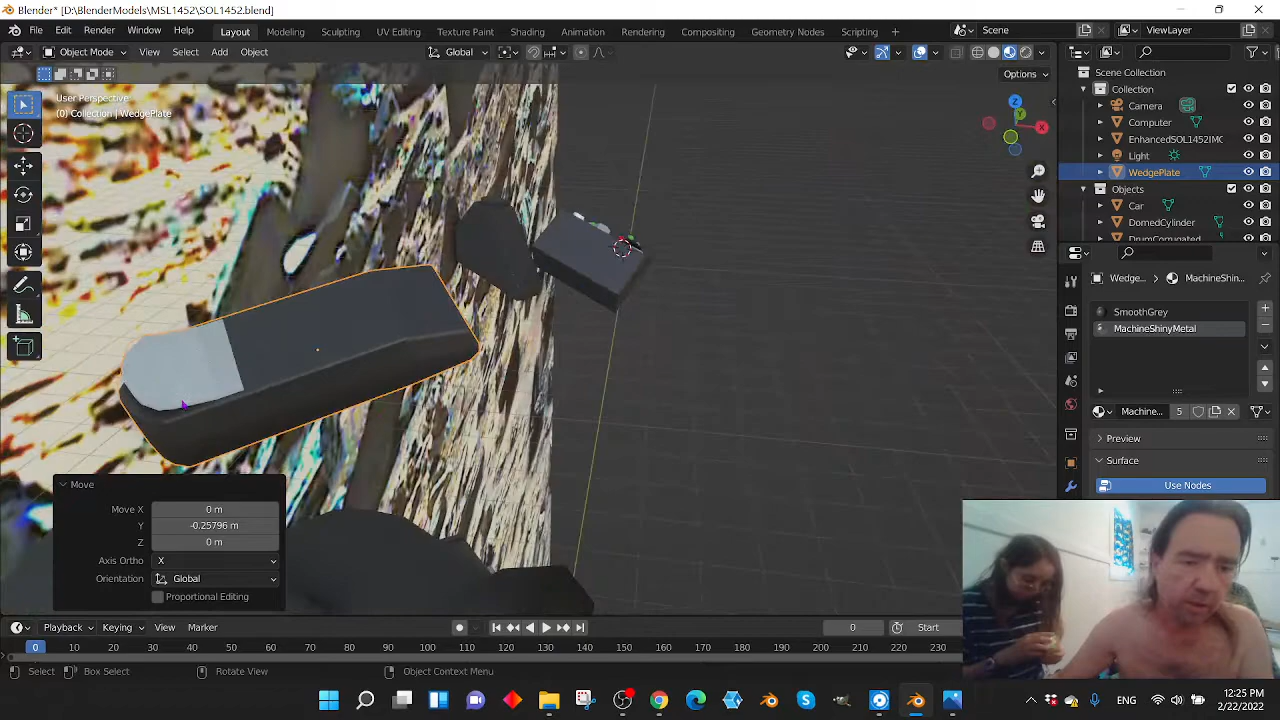 Blender* [D:\BlenderModels\MSL1452\SOL1452.blend]
File Edit Render Window Help Layout Modeling Sculpting UV Editing Texture Paint Shading Animation Rendering Compositing Geometry Nodes Scripting + Scene ViewLayer
Object Mode View Select Add Object Global
Options
User Perspective
(0) Collection | WedgePlate
Z
Y
X
Scene Collection
Collection
Camera
Computer
EnhancedSOL1452IMG
Light
WedgePlate
Objects
Car
DomedCylinder
DrumCorrugated
Wedge... MachineShin...
SmoothGrey
MachineShinyMetal
Machine... 5
Preview
Surface
Use Nodes
Move
Move X 0 m
Y -0.25796 m
Z 0 m
Axis Ortho X
Orientation Global
Proportional Editing
Playback Keying View Marker 0 Start
0 10 20 30 40 50 60 70 80 90 100 110 120 130 140 150 160 170 180 190 200 210 220 230
Select Box Select Rotate View Object Context Menu
ENG
12:25 PM
2/22/2022